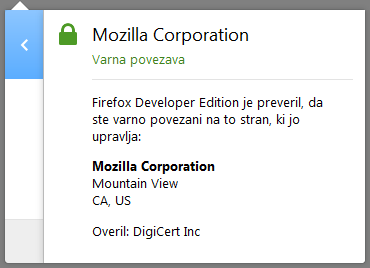 Mozilla Corporation
Varna povezava
Firefox Developer Edition je preveril, da
ste varno povezani na to stran, ki jo
upravlja:
Mozilla Corporation
Mountain View
CA, US
Overil: DigiCert Inc